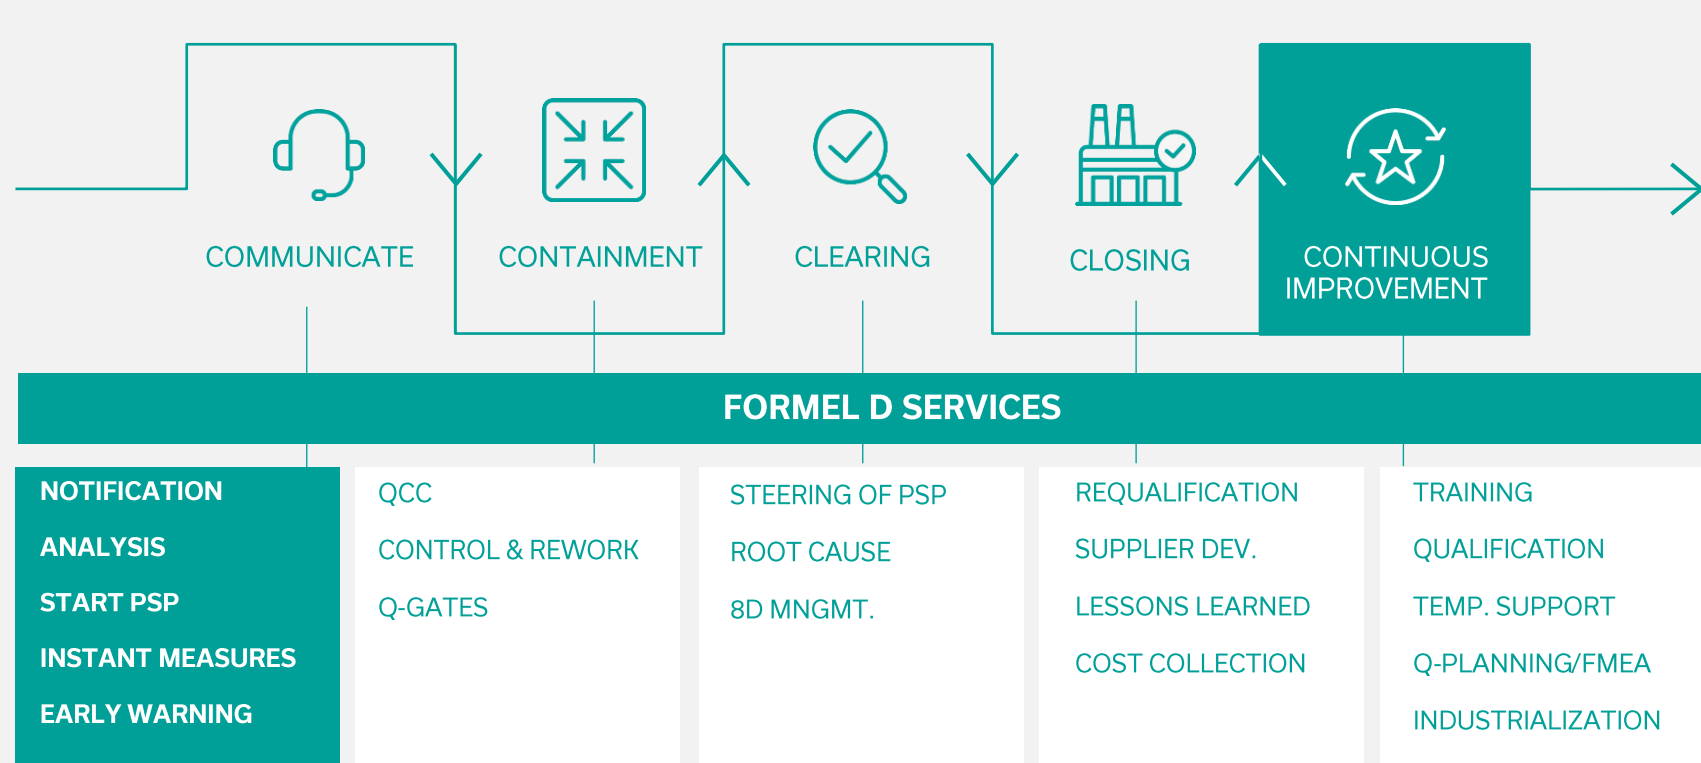 COMMUNICATE
CONTAINMENT
CLEARING
CLOSING
CONTINUOUS
IMPROVEMENT
FORMEL D SERVICES
NOTIFICATION
ANALYSIS
START PSP
INSTANT MEASURES
EARLY WARNING
QCC
CONTROL & REWORK
Q-GATES
STEERING OF PSP
ROOT CAUSE
8D MNGMT.
REQUALIFICATION
SUPPLIER DEV.
LESSONS LEARNED
COST COLLECTION
TRAINING
QUALIFICATION
TEMP. SUPPORT
Q-PLANNING/FMEA
INDUSTRIALIZATION